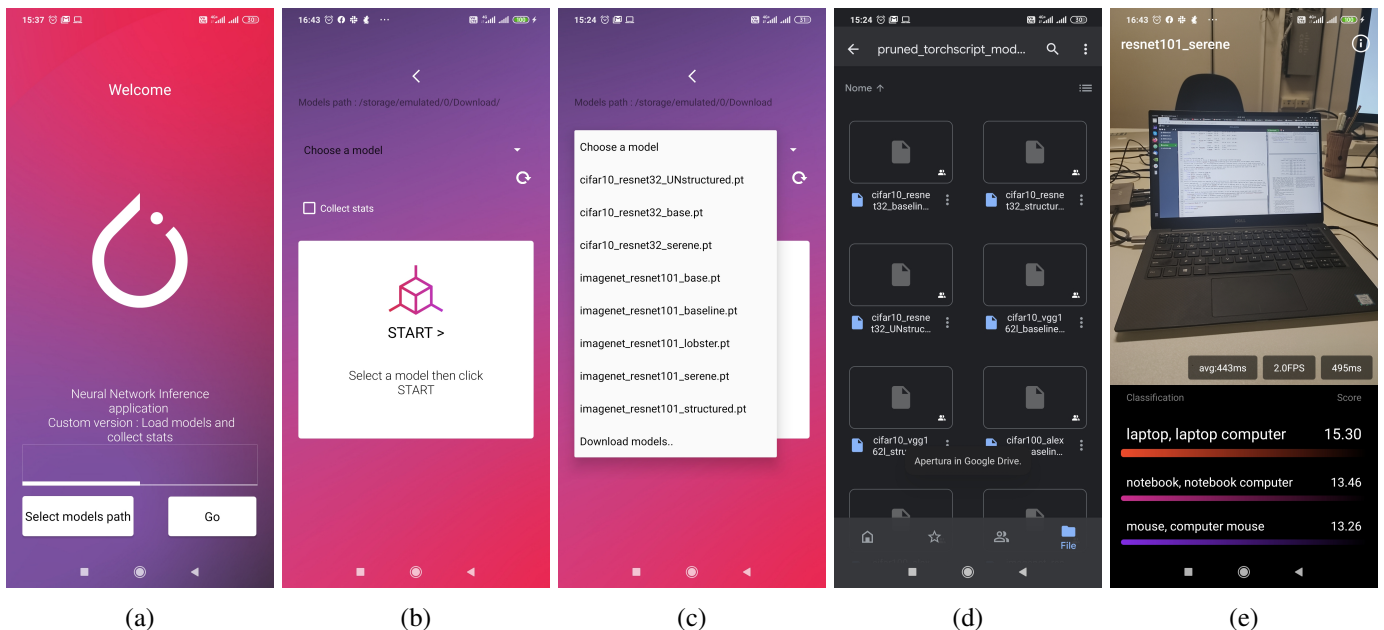 15:37
30
Welcome
Neural Network Inference
application
Custom version : Load models and
collect stats
Select models path
Go
(a)
16:43
100
Models path : /storage/emulated/0/Download/
Choose a model
Collect stats
START >
Select a model then click
START
(b)
15:24
31
Models path : /storage/emulated/0/Download
Choose a model
cifar10_resnet32_UNstructured.pt
cifar10_resnet32_base.pt
cifar10_resnet32_serene.pt
imagenet_resnet101_base.pt
imagenet_resnet101_baseline.pt
imagenet_resnet101_lobster.pt
imagenet_resnet101_serene.pt
imagenet_resnet101_structured.pt
Download models..
(c)
15:24
30
pruned_torchscript_mod...
Nome ↑
cifar10_resne
t32_baselin...
cifar10_resne
t32_structur...
cifar10_resne
t32_UNstruc...
cifar10_vgg1
62l_baseline...
cifar10_vgg1
62l_stru
cifar100_alex
aselin...
Apertura in Google Drive.
File
(d)
16:43
100
resnet101_serene
avg:443ms
2.0FPS
495ms
Classification
Score
laptop, laptop computer
15.30
notebook, notebook computer
13.46
mouse, computer mouse
13.26
(e)